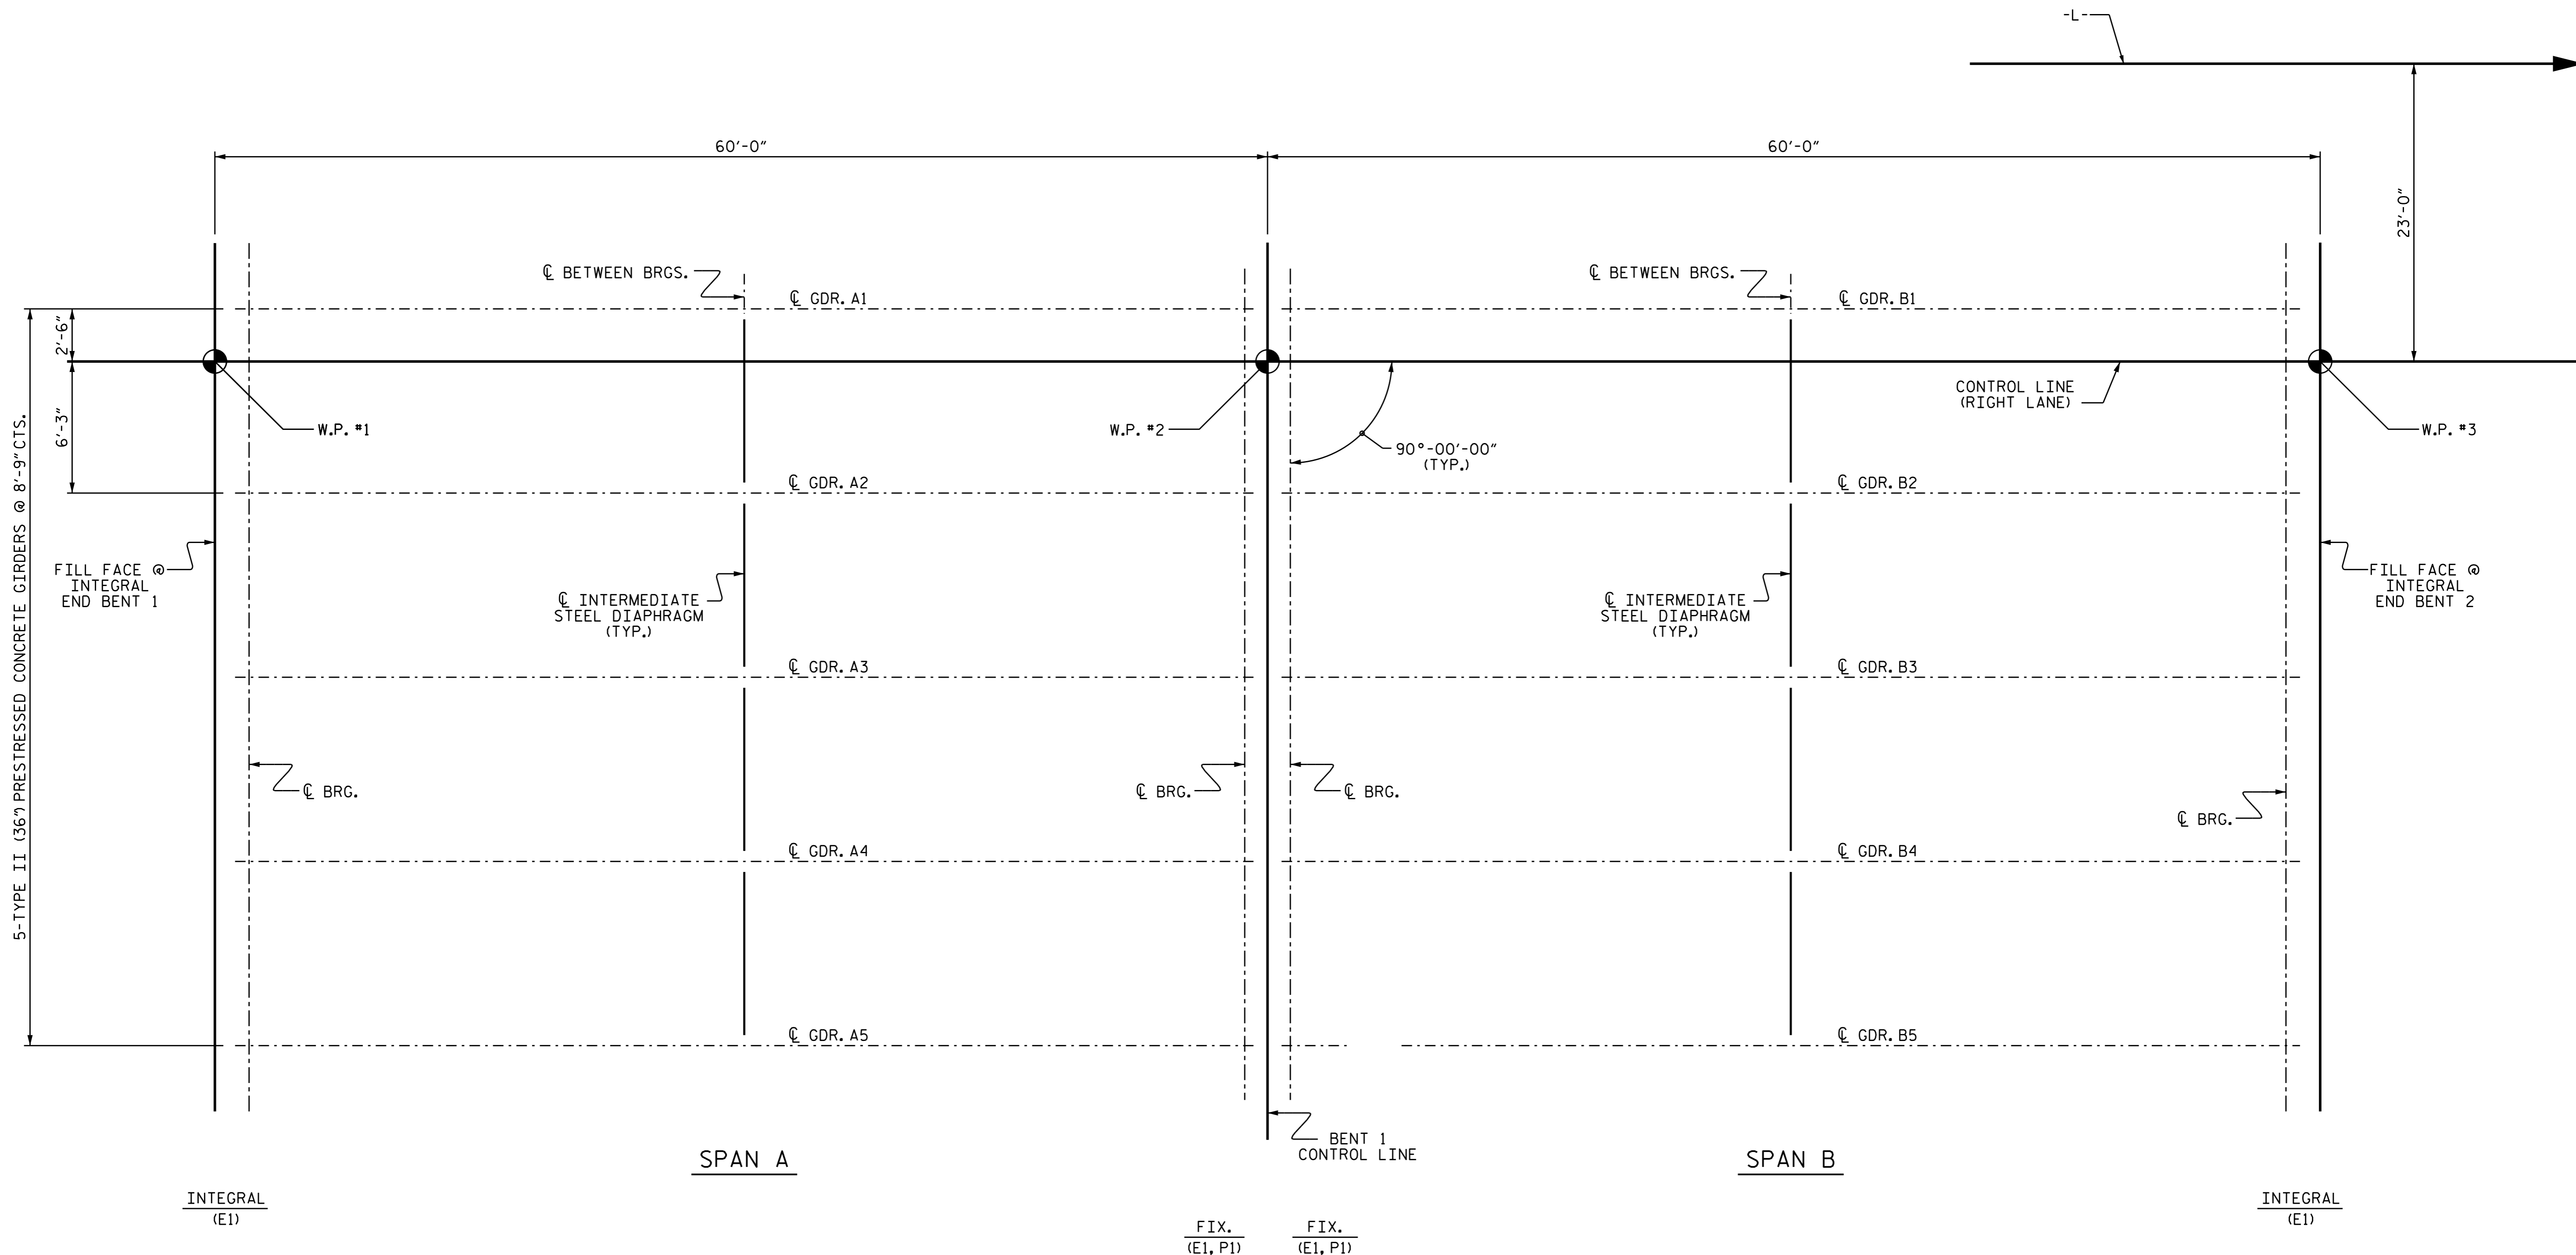 -L-
60'-0"
60'-0"
23'-0"
℄ BETWEEN BRGS.
℄ GDR. A1
℄ BETWEEN BRGS.
℄ GDR. B1
2'-6"
6'-3"
5-TYPE II (36") PRESTRESSED CONCRETE GIRDERS @ 8'-9" CTS.
W.P. #1
W.P. #2
90°-00'-00"
(TYP.)
CONTROL LINE
(RIGHT LANE)
W.P. #3
℄ GDR. A2
℄ GDR. B2
FILL FACE @
INTEGRAL
END BENT 1
℄ INTERMEDIATE
STEEL DIAPHRAGM
(TYP.)
℄ INTERMEDIATE
STEEL DIAPHRAGM
(TYP.)
FILL FACE @
INTEGRAL
END BENT 2
℄ GDR. A3
℄ GDR. B3
℄ BRG.
℄ BRG.
℄ BRG.
℄ BRG.
℄ GDR. A4
℄ GDR. B4
℄ GDR. A5
℄ GDR. B5
BENT 1
CONTROL LINE
SPAN A
SPAN B
INTEGRAL
(E1)
FIX.
(E1, P1)
FIX.
(E1, P1)
INTEGRAL
(E1)